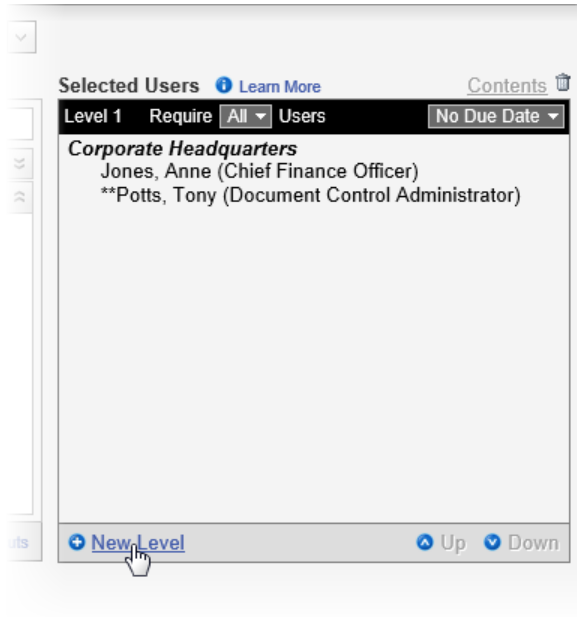 Selected Users Learn More Contents
Level 1 Require All Users No Due Date
Corporate Headquarters
Jones, Anne (Chief Finance Officer)
**Potts, Tony (Document Control Administrator)
uts New Level Up Down